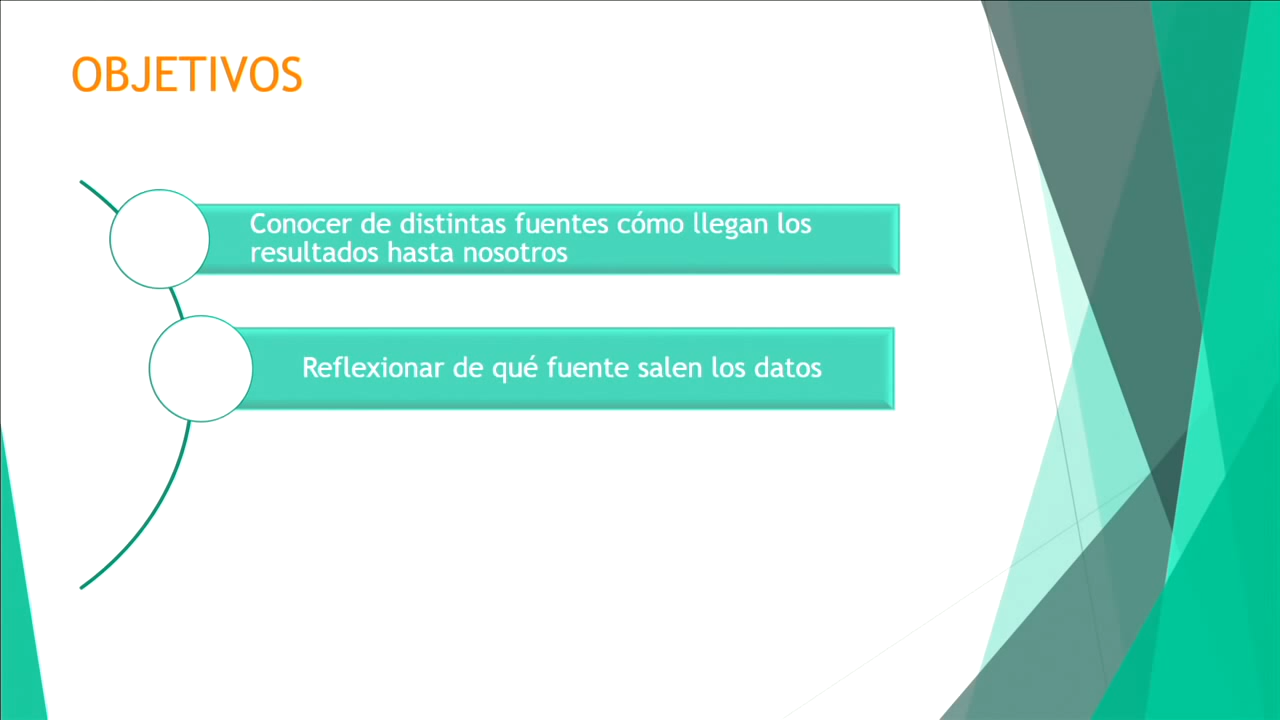 OBJETIVOS
Conocer de distintas fuentes cómo llegan los
resultados hasta nosotros
Reflexionar de qué fuente salen los datos